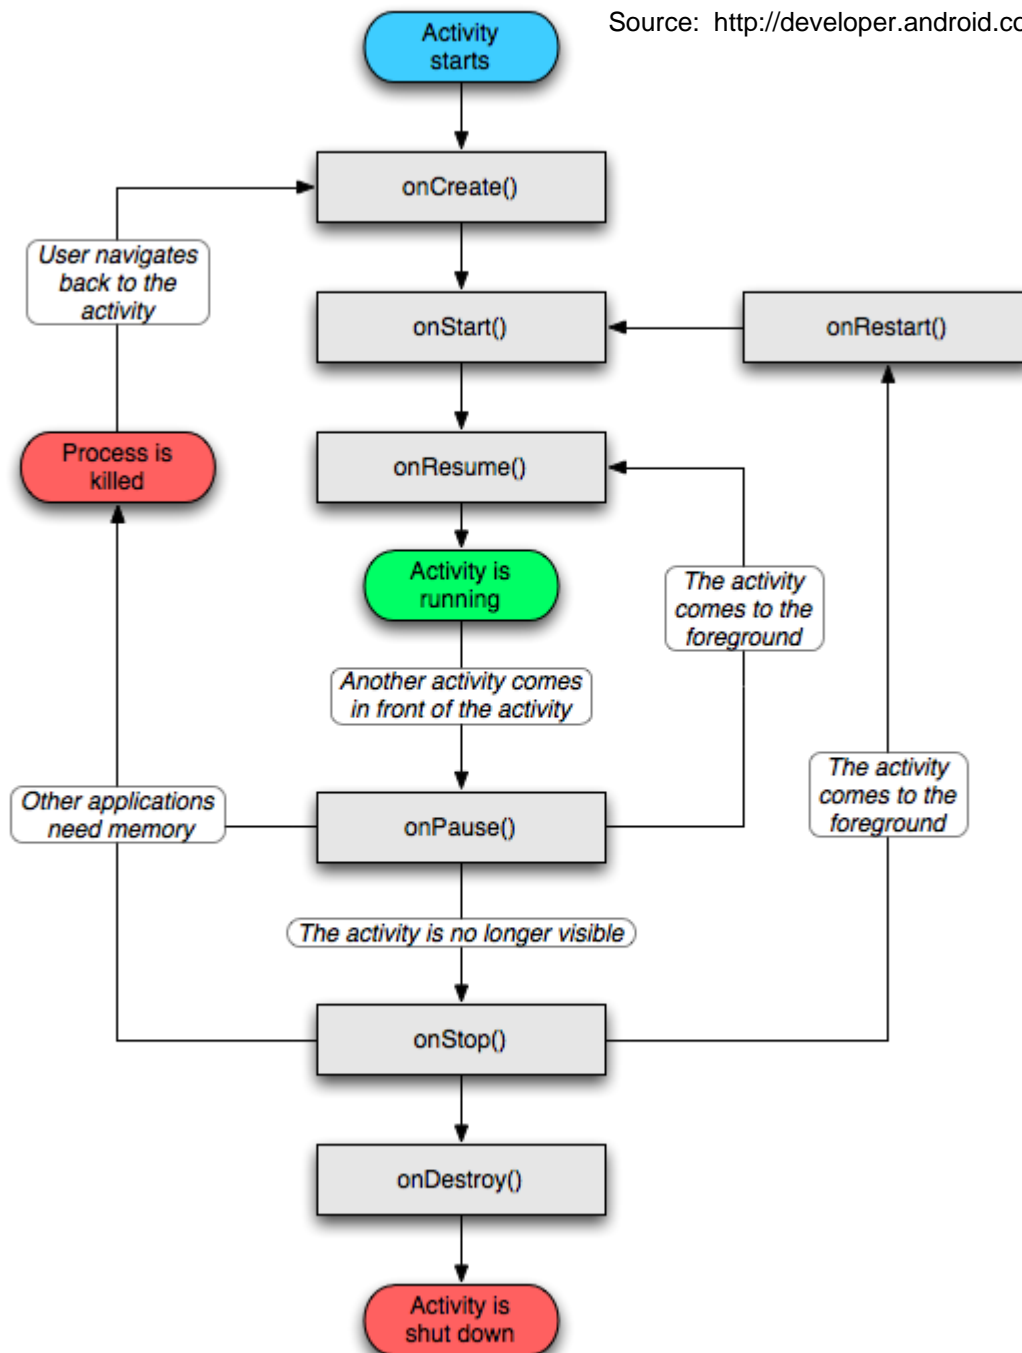 Source: http://developer.android.co
Activity
starts
onCreate()
User navigates
back to the
activity
onStart()
onRestart()
Process is
killed
onResume()
Activity is
running
The activity
comes to the
foreground
Another activity comes
in front of the activity
Other applications
need memory
onPause()
The activity
comes to the
foreground
The activity is no longer visible
onStop()
onDestroy()
Activity is
shut down